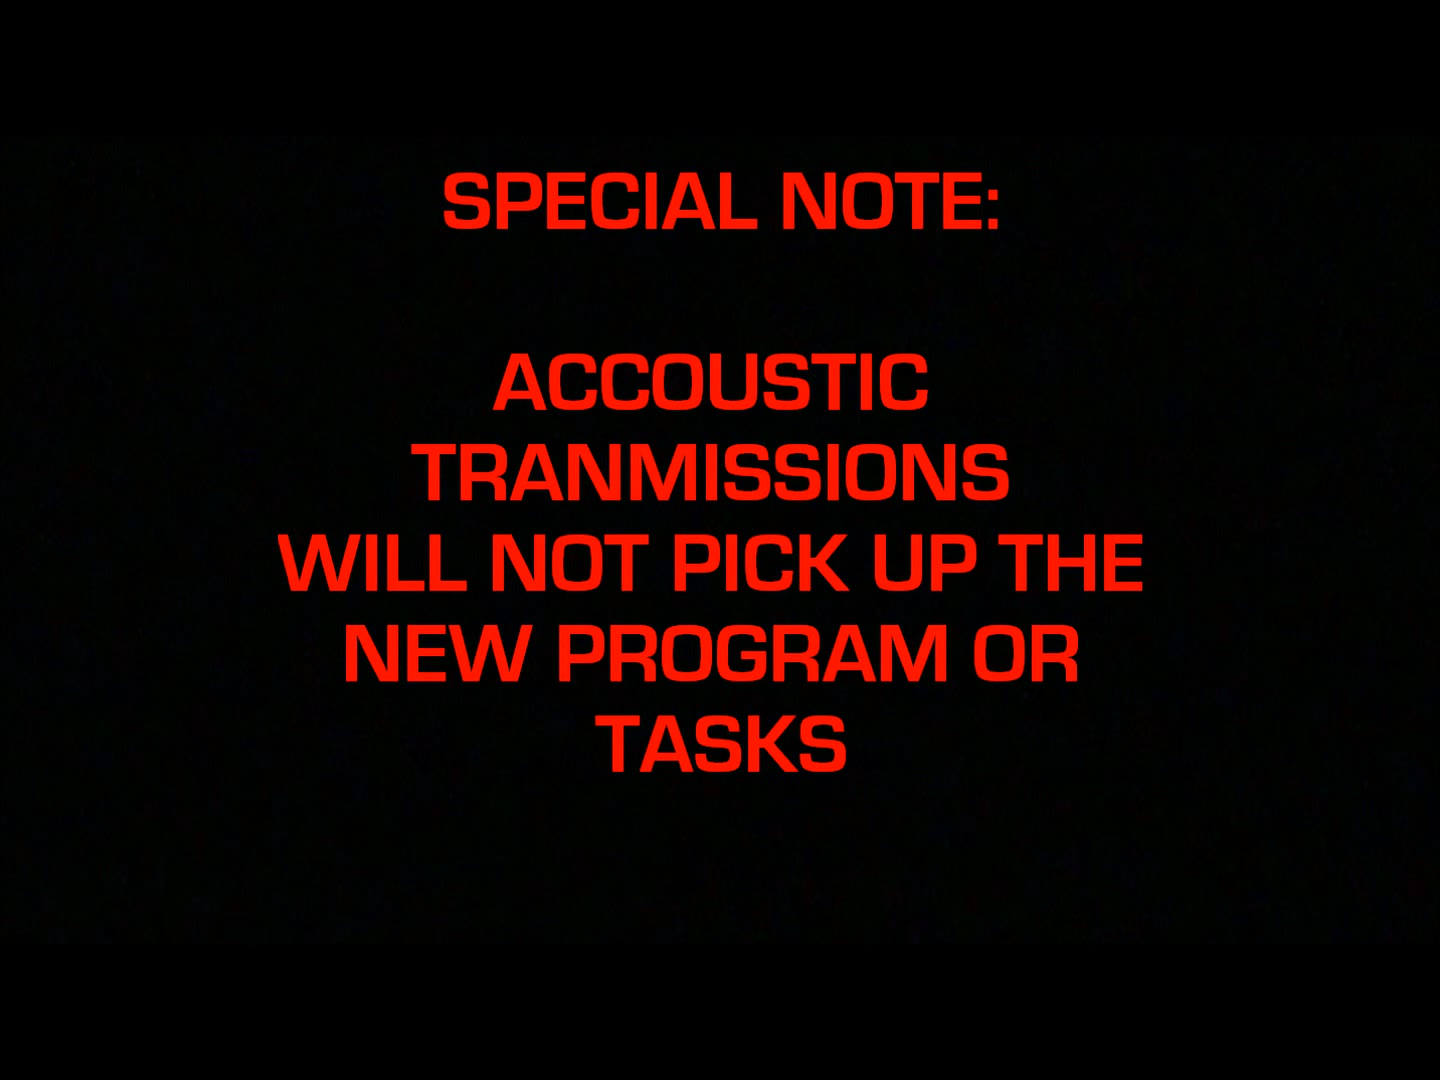 SPECIAL NOTE:
ACCOUSTIC
TRANMISSIONS
WILL NOT PICK UP THE
NEW PROGRAM OR
TASKS